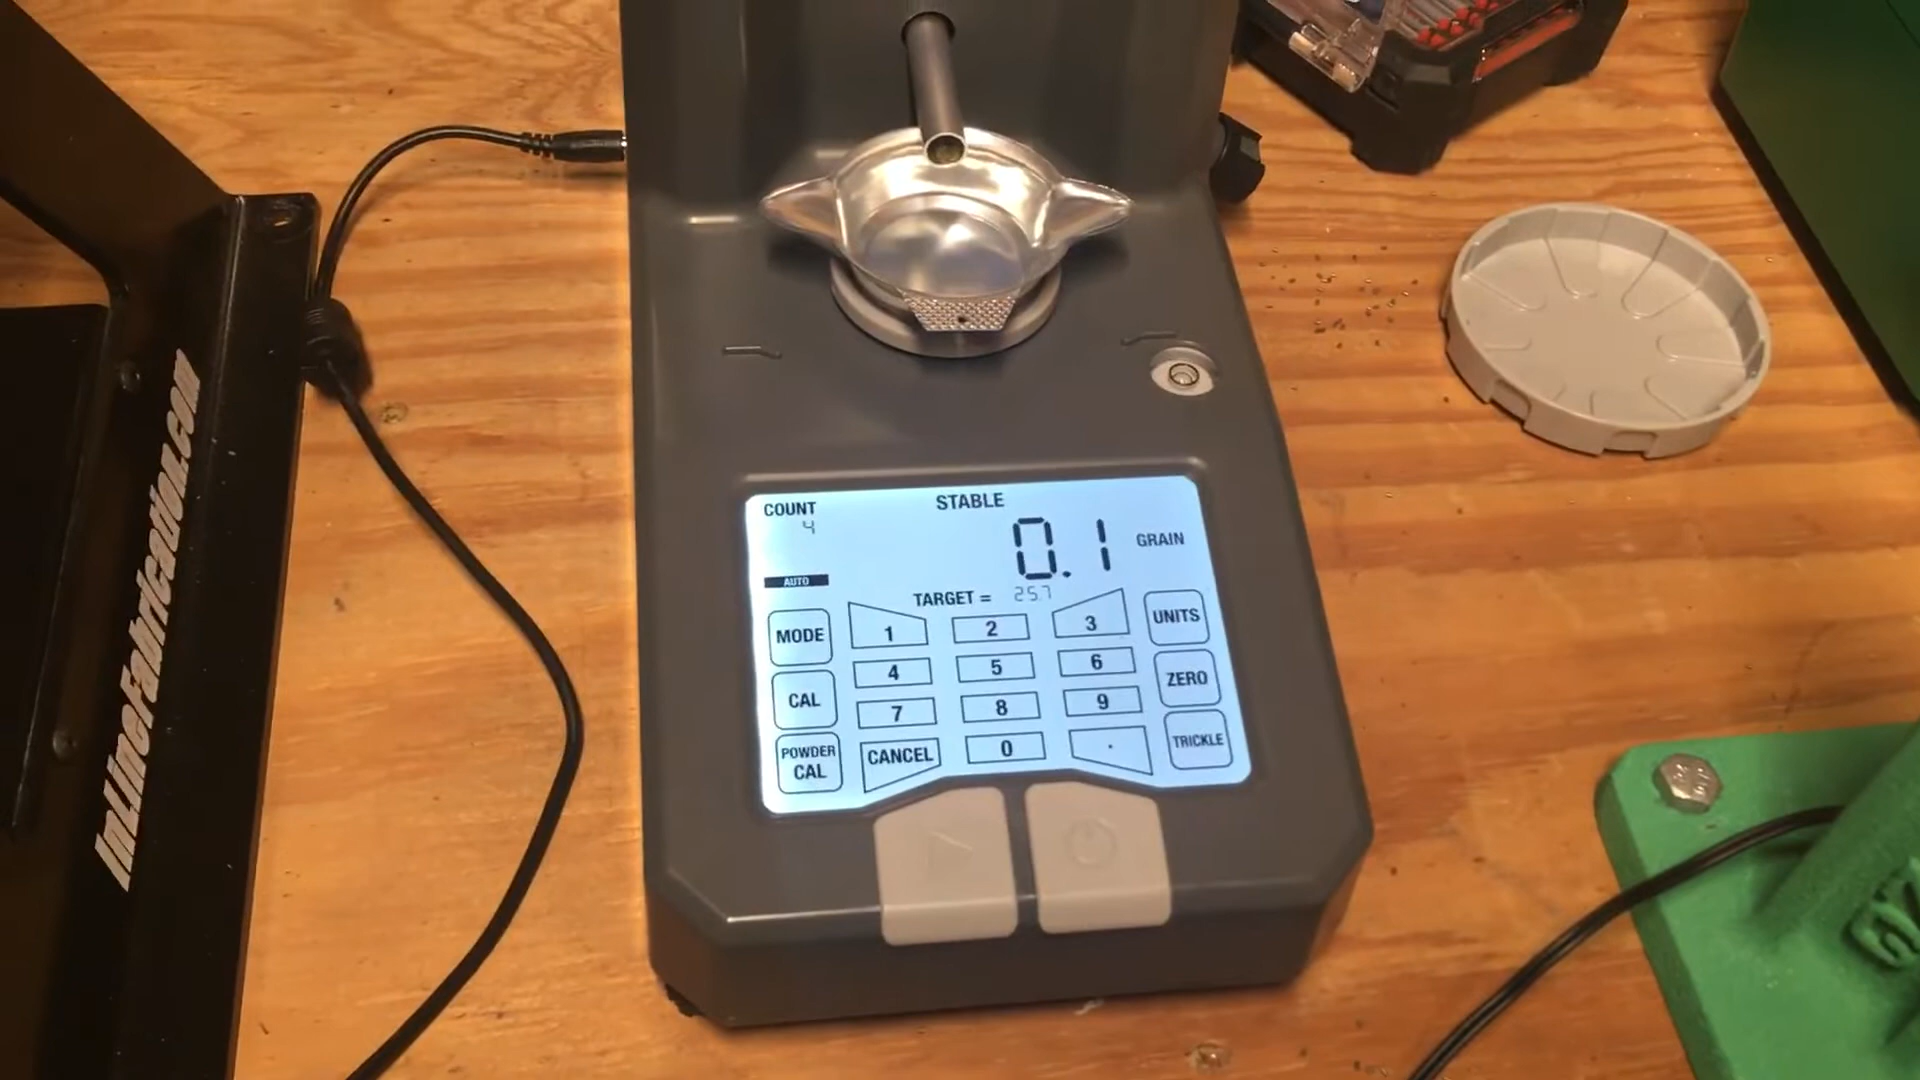 InLineFabrication.com
COUNT
4
STABLE
0.1 GRAIN
AUTO
TARGET = 25.7
MODE
1
2
3
UNITS
CAL
4
5
6
ZERO
7
8
9
POWDER
CAL
CANCEL
0
.
TRICKLE